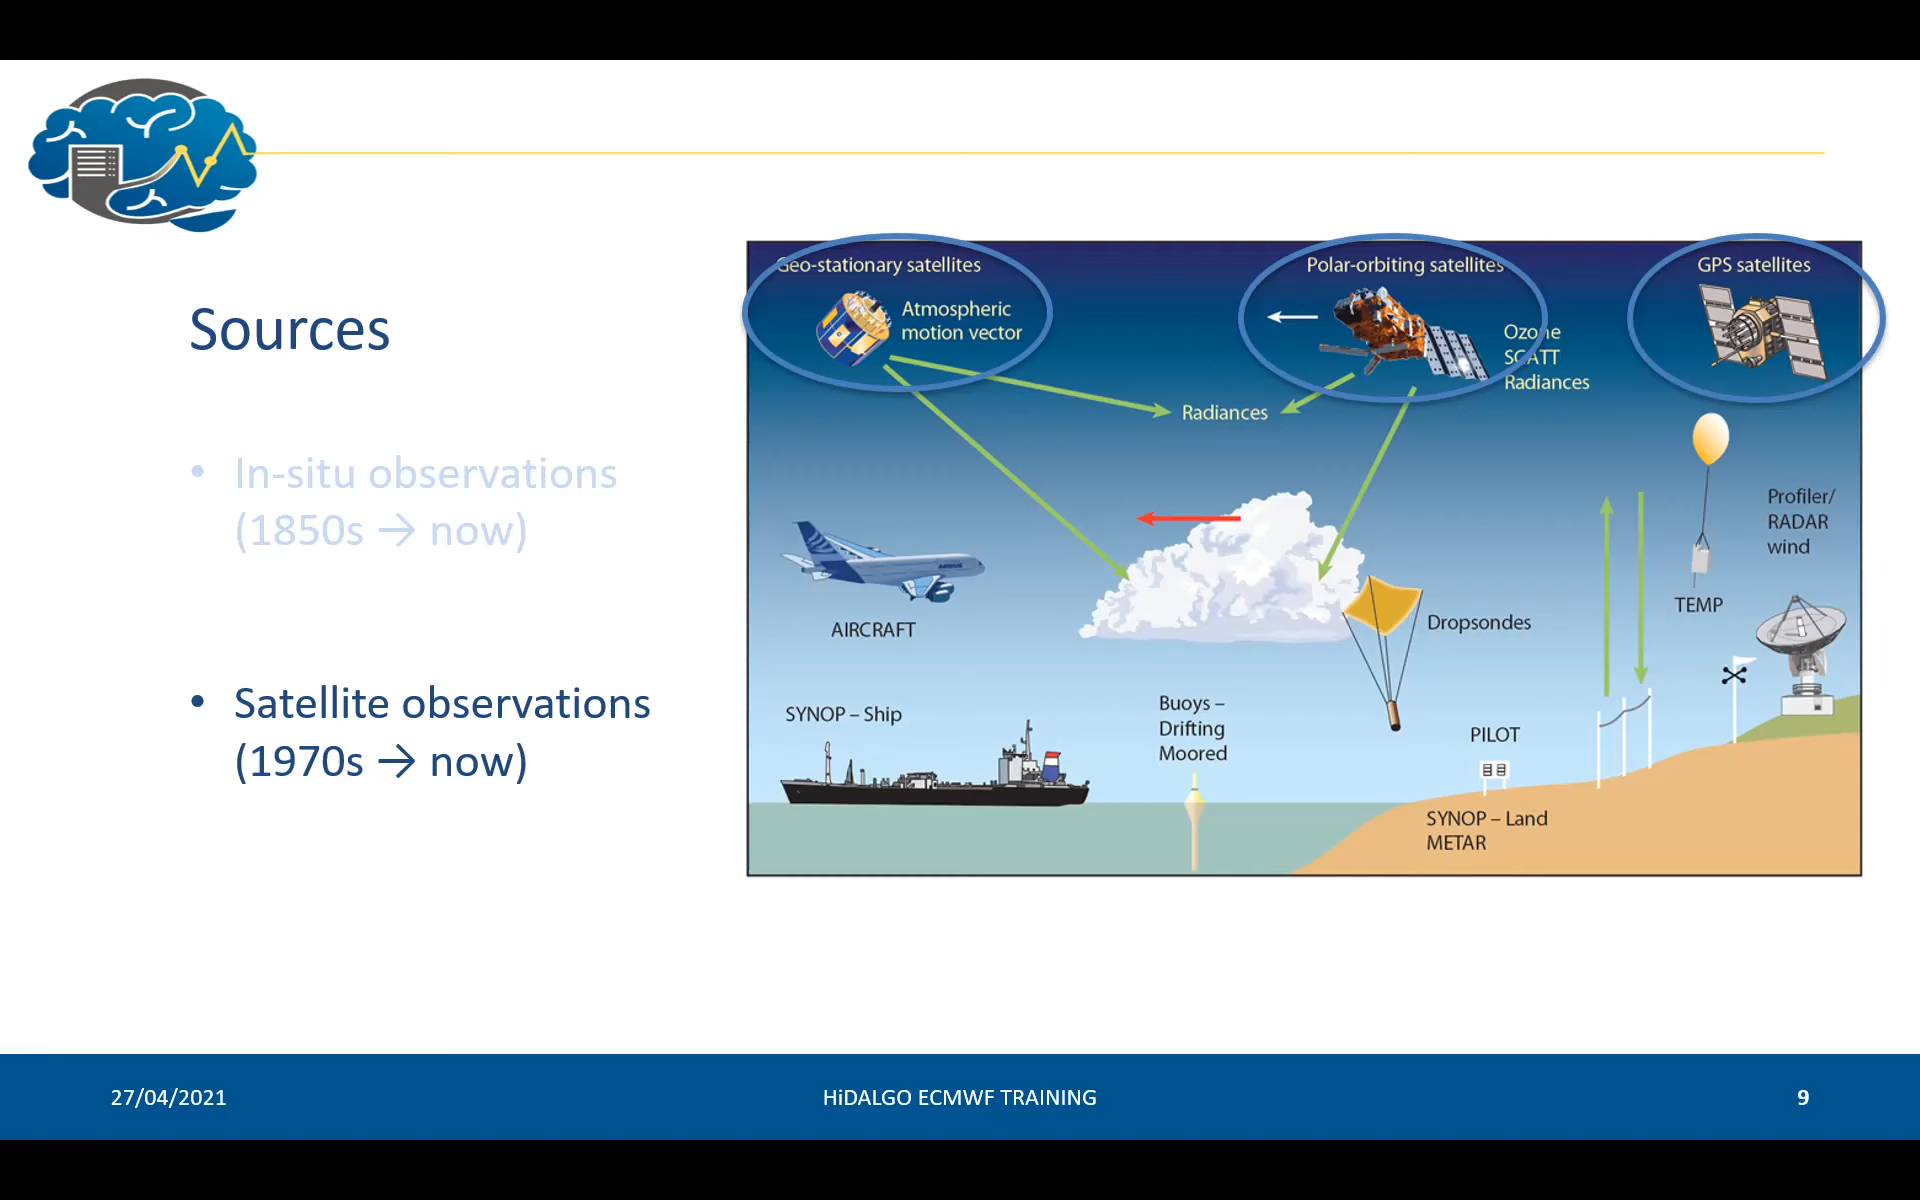 Sources
• In-situ observations
(1850s → now)
• Satellite observations
(1970s → now)
Geo-stationary satellites
Atmospheric
motion vector
Polar-orbiting satellites
Ozone
SCATT
Radiances
GPS satellites
Radiances
Profiler/
RADAR
wind
TEMP
AIRBUS
AIRCRAFT
Dropsondes
SYNOP – Ship
Buoys –
Drifting
Moored
PILOT
SYNOP – Land
METAR
27/04/2021
HiDALGO ECMWF TRAINING
9